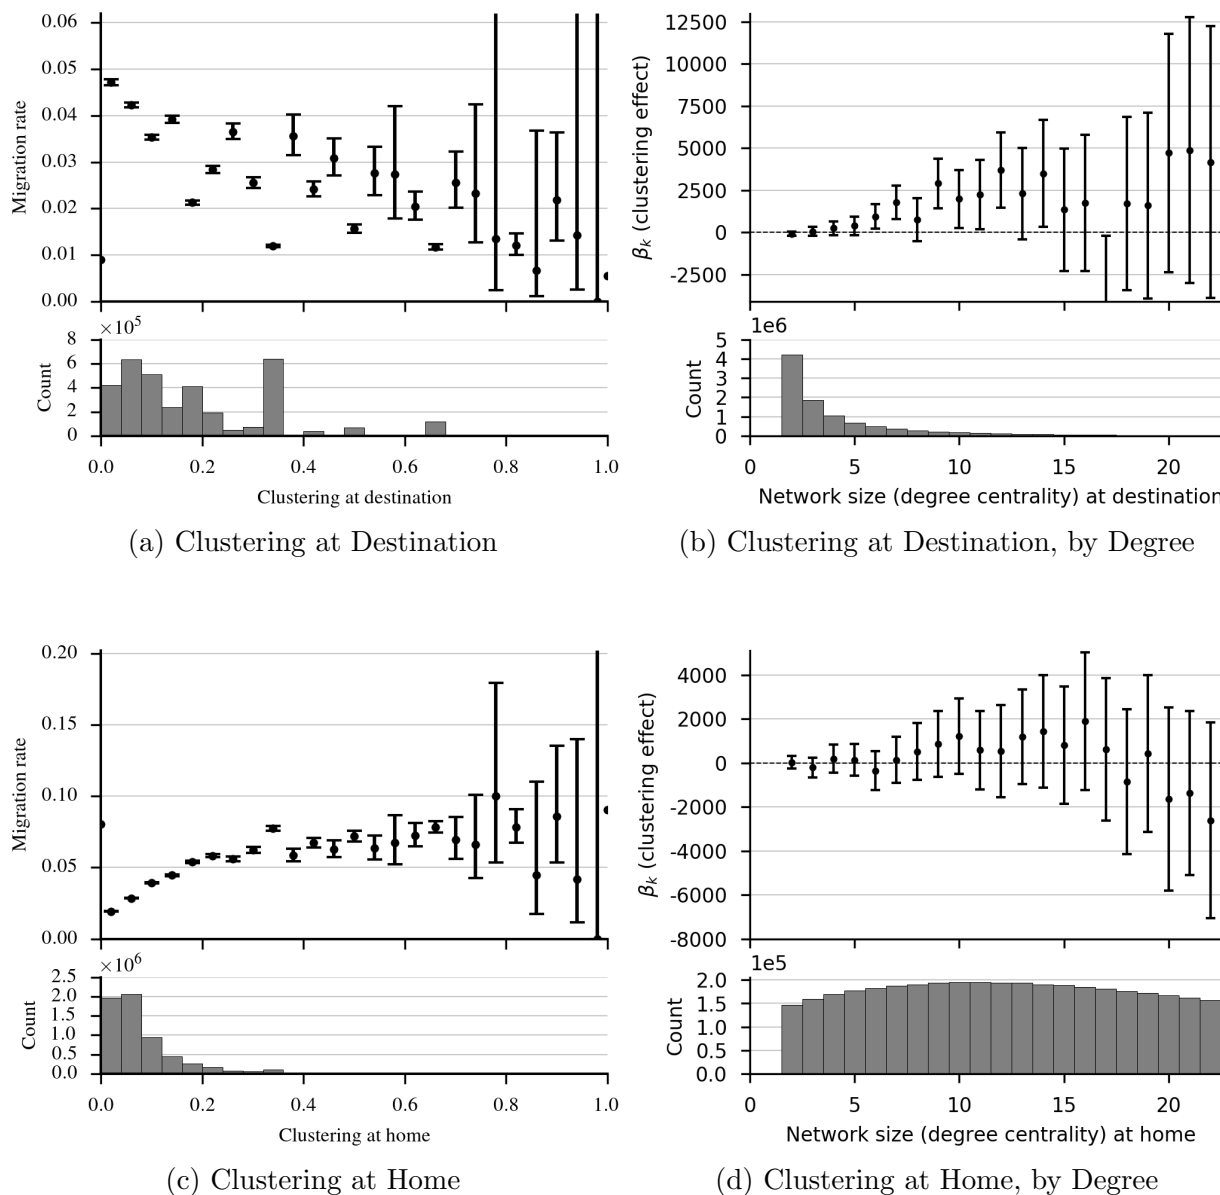 0.06
0.05
0.04
0.03
0.02
0.01
0.00
Migration rate
×10⁵
8
6
4
2
0
Count
0.0 0.2 0.4 0.6 0.8 1.0
Clustering at destination
(a) Clustering at Destination
12500
10000
7500
5000
2500
0
-2500
βₖ (clustering effect)
1e6
5
4
3
2
1
0
Count
0 5 10 15 20
Network size (degree centrality) at destination
(b) Clustering at Destination, by Degree
0.20
0.15
0.10
0.05
0.00
Migration rate
×10⁶
2.5
2.0
1.5
1.0
0.5
0.0
Count
0.0 0.2 0.4 0.6 0.8 1.0
Clustering at home
(c) Clustering at Home
4000
2000
0
-2000
-4000
-6000
-8000
βₖ (clustering effect)
1e5
2.0
1.5
1.0
0.5
0.0
Count
0 5 10 15 20
Network size (degree centrality) at home
(d) Clustering at Home, by Degree